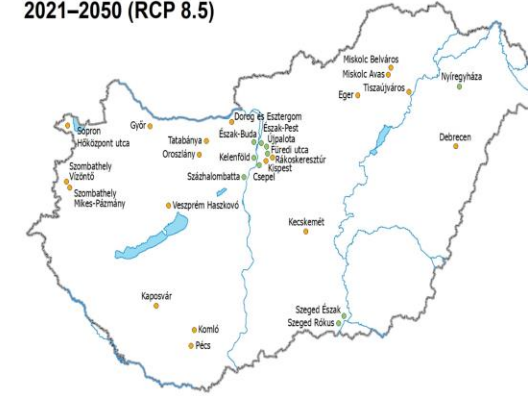 2021–2050 (RCP 8.5)
Miskolc Belváros
Miskolc Avas
Tiszaújváros
Eger
Nyíregyháza
Debrecen
Sopron
Hőközpont utca
Győr
Dorog és Esztergom
Észak-Pest
Észak-Buda
Újpalota
Tatabánya
Füredi utca
Oroszlány
Kelenföld
Rákoskeresztúr
Kispest
Százhalombatta
Csepel
Szombathely
Vízöntő
Szombathely
Mikes-Pázmány
Veszprém Haszkovó
Kecskemét
Kaposvár
Komló
Pécs
Szeged Észak
Szeged Rókus